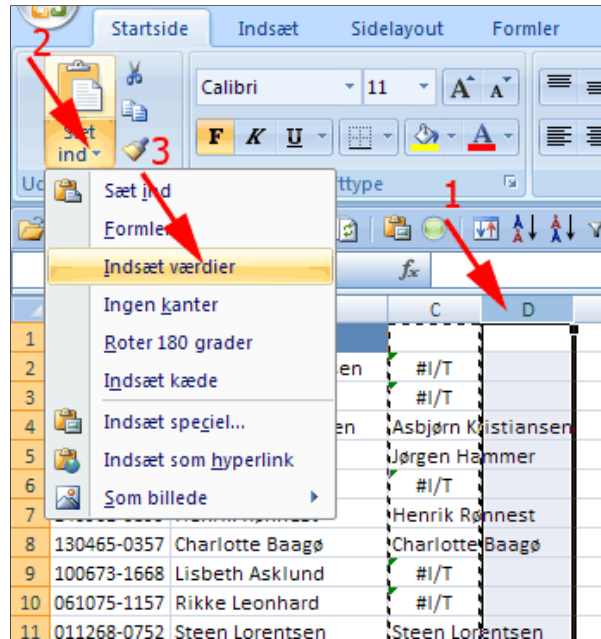 Startside Indsæt Sidelayout Formler
2
Calibri 11 A A
Sæt
ind
F K U A
3
1
Sæt ind
Formler
Indsæt værdier
Ingen kanter
Roter 180 grader
Indsæt kæde
Indsæt speciel...
Indsæt som hyperlink
Som billede
fx
C D
1
2 #I/T
3 #I/T
4 Asbjørn Kristiansen
5 Jørgen Hammer
6 #I/T
7 Henrik Rønnest
8 130465-0357 Charlotte Baagø Charlotte Baagø
9 100673-1668 Lisbeth Asklund #I/T
10 061075-1157 Rikke Leonhard #I/T
11 011268-0752 Steen Lorentsen Steen Lorentsen